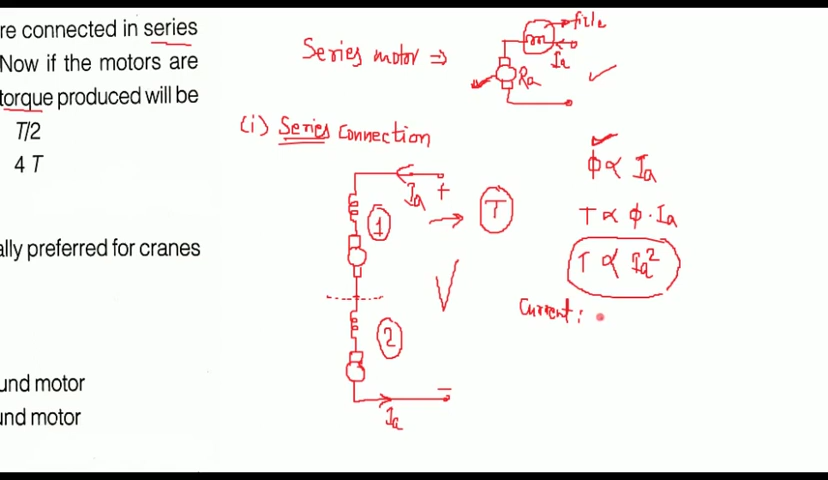 re connected in series
Now if the motors are
torque produced will be
T/2
4 T
ally preferred for cranes
und motor
und motor
Series motor ⇒
field
m
Ia
Ra
(i) Series Connection
Ia +
1
T
V
2
−
Ia
ϕ ∝ Ia
T ∝ ϕ · Ia
T ∝ Ia²
Current :